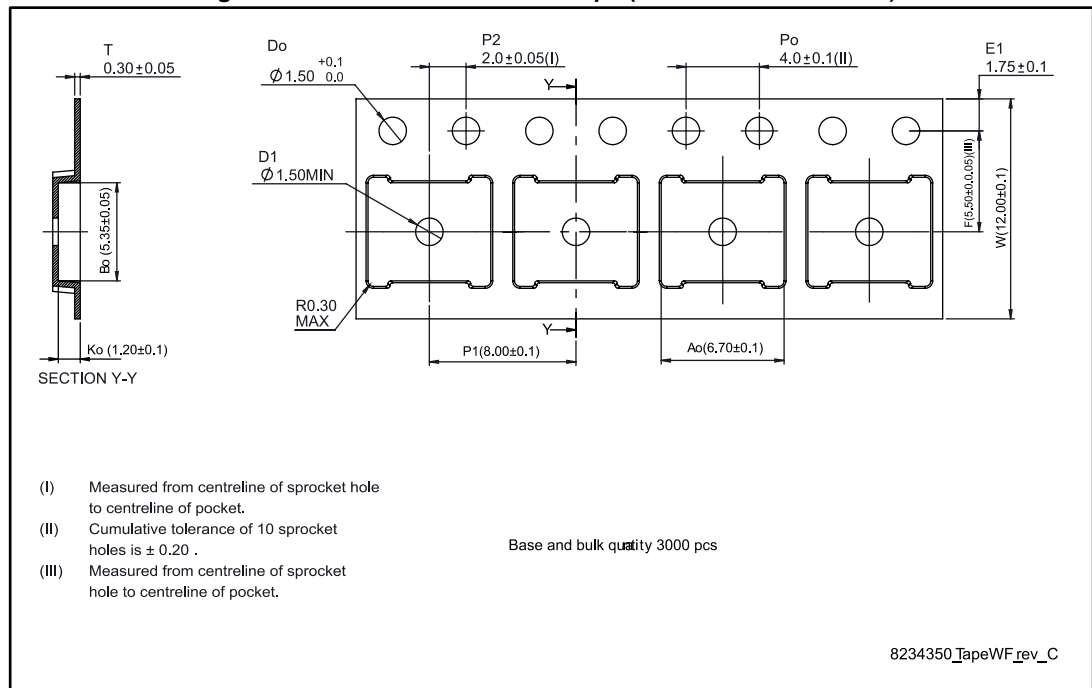 T
0.30±0.05
Do
Ø1.50 +0.1 0.0
P2
2.0±0.05(I)
Po
4.0±0.1(II)
E1
1.75±0.1
Y
D1
Ø1.50MIN
Bo (5.35±0.05)
F(5.50±0.0.05)(III)
W(12.00±0.1)
R0.30
MAX
Y
Ko (1.20±0.1)
P1(8.00±0.1)
Ao(6.70±0.1)
SECTION Y-Y
(I) Measured from centreline of sprocket hole
to centreline of pocket.
(II) Cumulative tolerance of 10 sprocket
holes is ± 0.20 .
(III) Measured from centreline of sprocket
hole to centreline of pocket.
Base and bulk quatity 3000 pcs
8234350_TapeWF_rev_C